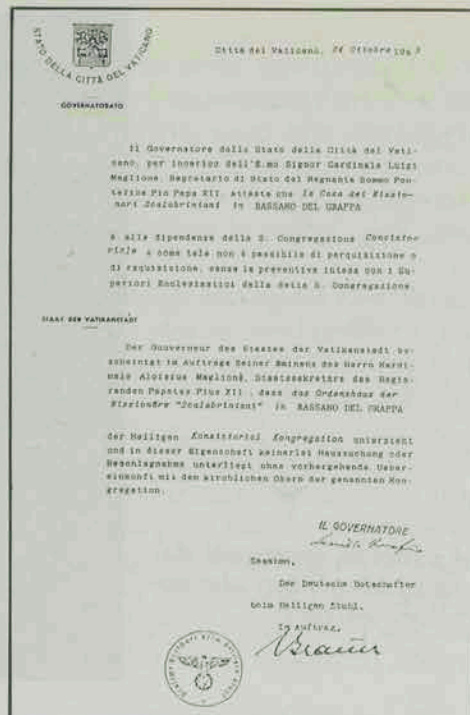 STATO DELLA CITTÀ DEL VATICANO
GOVERNATORATO
Città del Vaticano, 26 Ottobre 1943
Il Governatore dello Stato della Città del Vati-
cano, per incarico dell'E.mo Signor Cardinale Luigi
Maglione, Segretario di Stato del Regnante Sommo Pon-
tefice Pio Papa XII, attesta che la Casa dei Missio-
nari Scalabriniani in BASSANO DEL GRAPPA
è alle dipendenze della S. Congregazione Concisto-
riale e come tale non è passibile di perquisizione o
di requisizione, senza la preventiva intesa con i Su-
periori Ecclesiastici della detta S. Congregazione.
STAAT DER VATIKANSTADT
Der Gouverneur des Staates der Vatikanstadt be-
scheinigt im Auftrage Seiner Eminenz des Herrn Kardi-
nals Aloisius Maglione, Staatssekretärs des Regie-
renden Papstes Pius XII, dass das Ordenshaus der
Missionäre "Scalabriniani" in BASSANO DEL GRAPPA
der Heiligen Konsistorial Kongregation untersteht
und in dieser Eigenschaft keinerlei Haussuchung oder
Beschlagnahme unterliegt ohne vorhergehende Ueber-
einkunft mit dem kirchlichen Obern der genannten Kon-
gregation.
IL GOVERNATORE
Gesehen,
Der Deutsche Botschafter
beim Heiligen Stuhl.
In Auftrag,